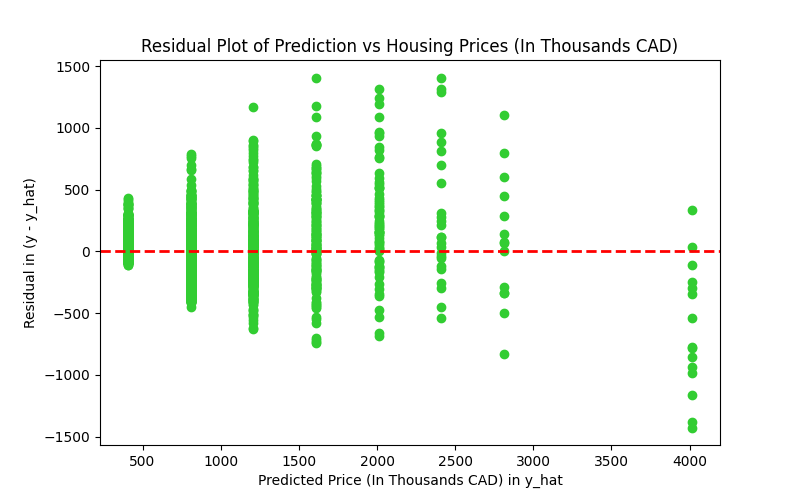 Residual Plot of Prediction vs Housing Prices (In Thousands CAD)
1500
1000
500
0
−500
−1000
−1500
Residual in (y - y_hat)
500 1000 1500 2000 2500 3000 3500 4000
Predicted Price (In Thousands CAD) in y_hat